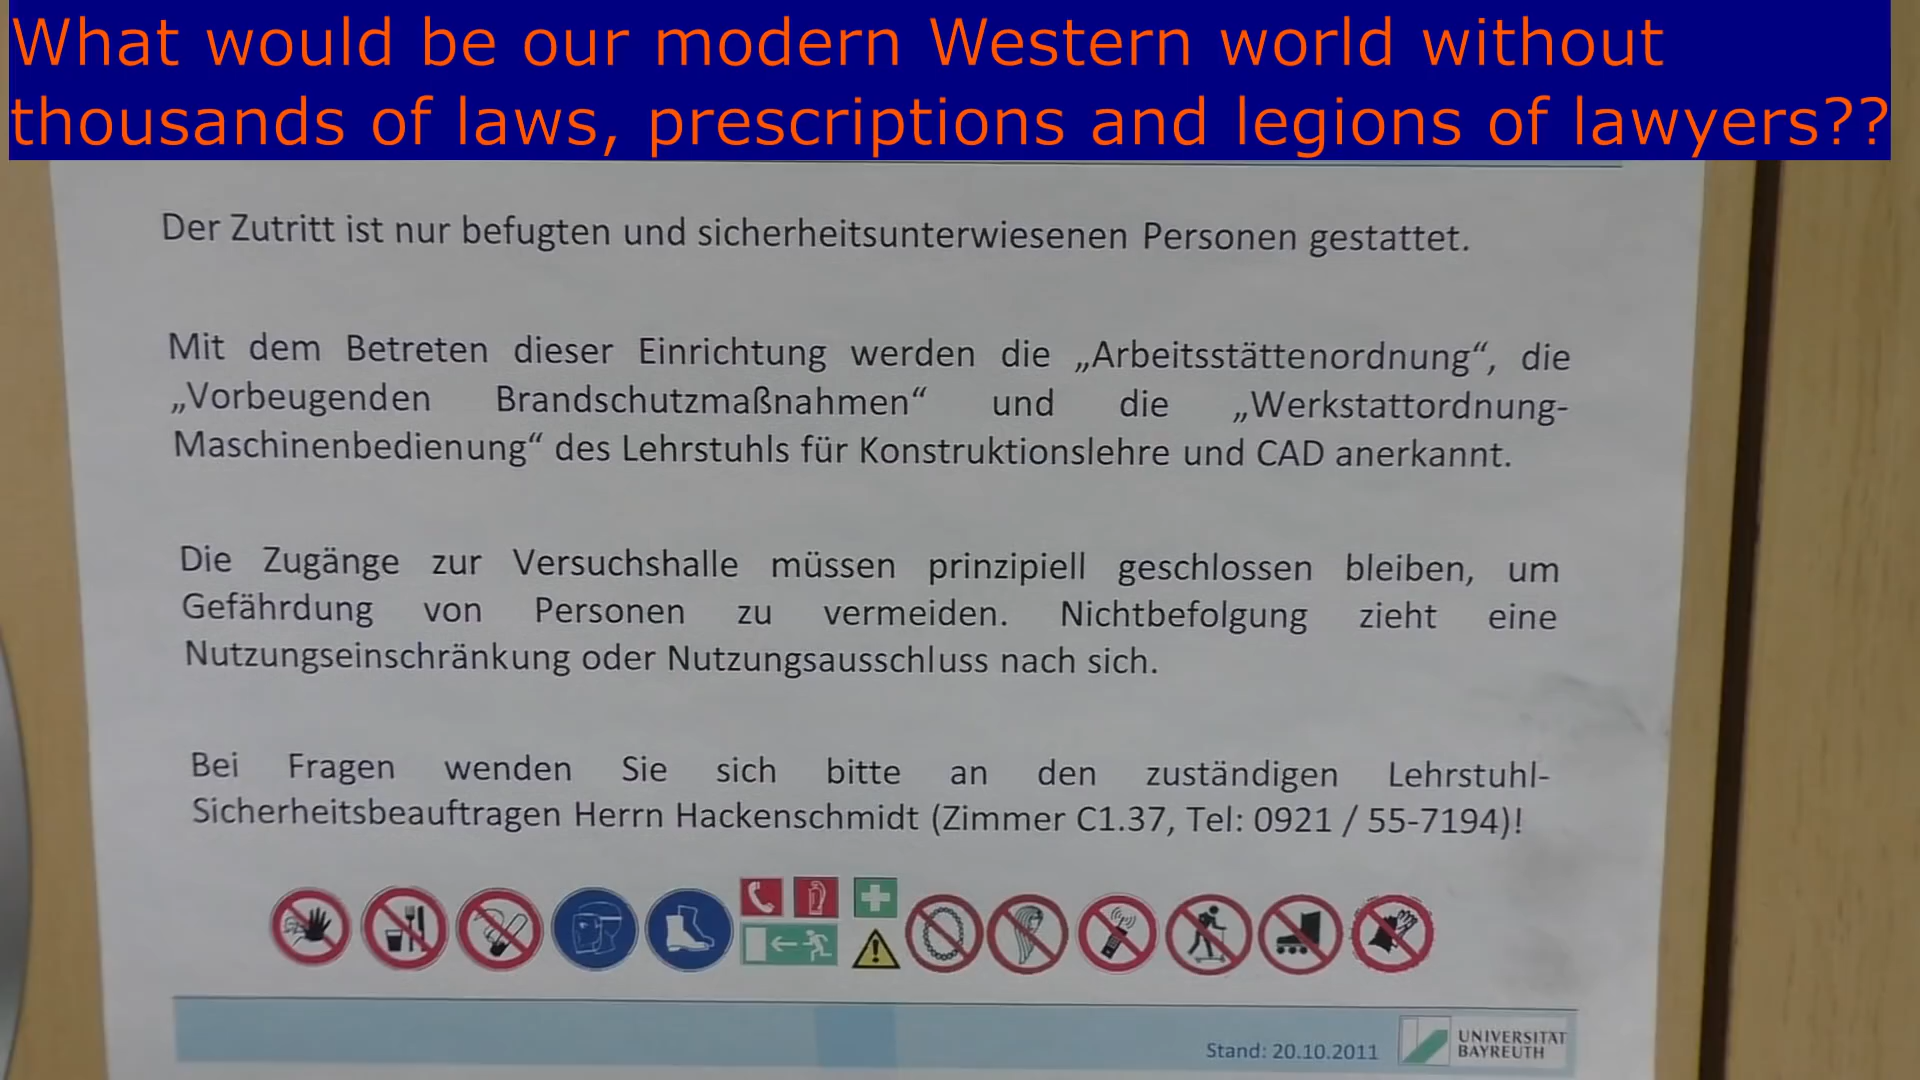 What would be our modern Western world without
thousands of laws, prescriptions and legions of lawyers??
Der Zutritt ist nur befugten und sicherheitsunterwiesenen Personen gestattet.
Mit dem Betreten dieser Einrichtung werden die „Arbeitsstättenordnung“, die
„Vorbeugenden Brandschutzmaßnahmen“ und die „Werkstattordnung-
Maschinenbedienung“ des Lehrstuhls für Konstruktionslehre und CAD anerkannt.
Die Zugänge zur Versuchshalle müssen prinzipiell geschlossen bleiben, um
Gefährdung von Personen zu vermeiden. Nichtbefolgung zieht eine
Nutzungseinschränkung oder Nutzungsausschluss nach sich.
Bei Fragen wenden Sie sich bitte an den zuständigen Lehrstuhl-
Sicherheitsbeauftragen Herrn Hackenschmidt (Zimmer C1.37, Tel: 0921 / 55-7194)!
Stand: 20.10.2011
UNIVERSITÄT
BAYREUTH